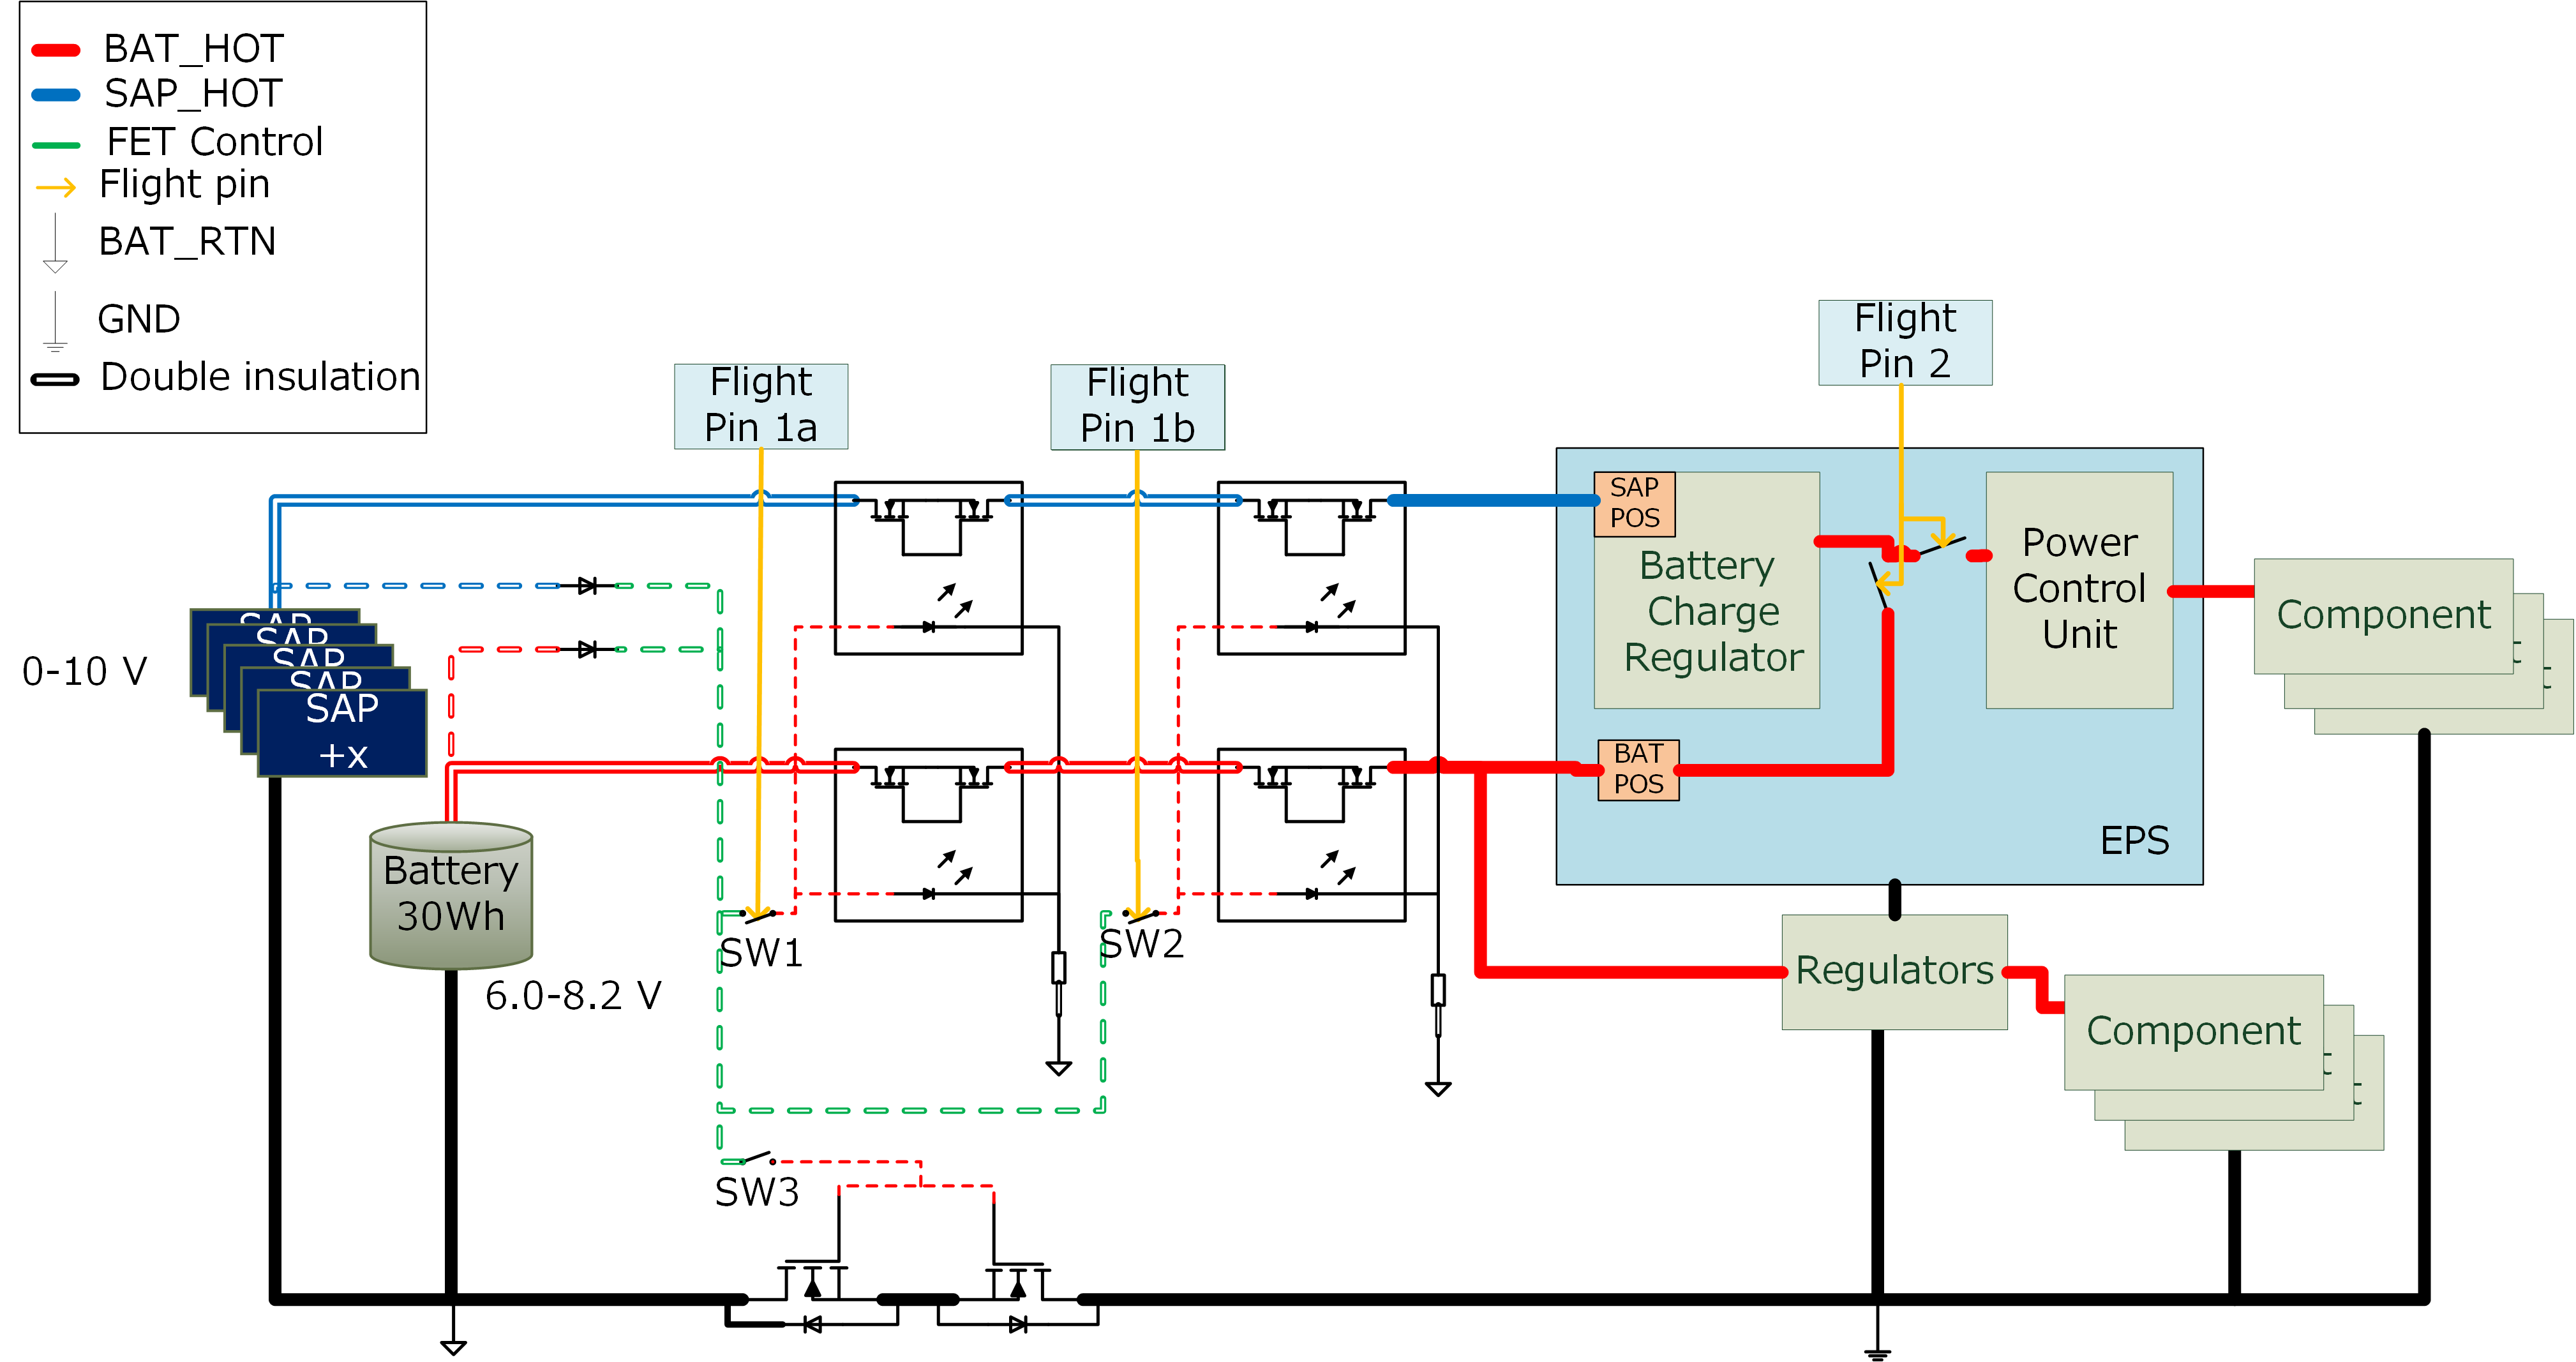 BAT_HOT
SAP_HOT
FET Control
Flight pin
BAT_RTN
GND
Double insulation
Flight
Pin 1a
Flight
Pin 1b
Flight
Pin 2
SAP
POS
Battery
Charge
Regulator
Power
Control
Unit
Component
t
t
0-10 V
SAP
SAP
SAP
SAP
SAP
+x
BAT
POS
EPS
Battery
30Wh
6.0-8.2 V
SW1
SW2
Regulators
Component
t
t
SW3